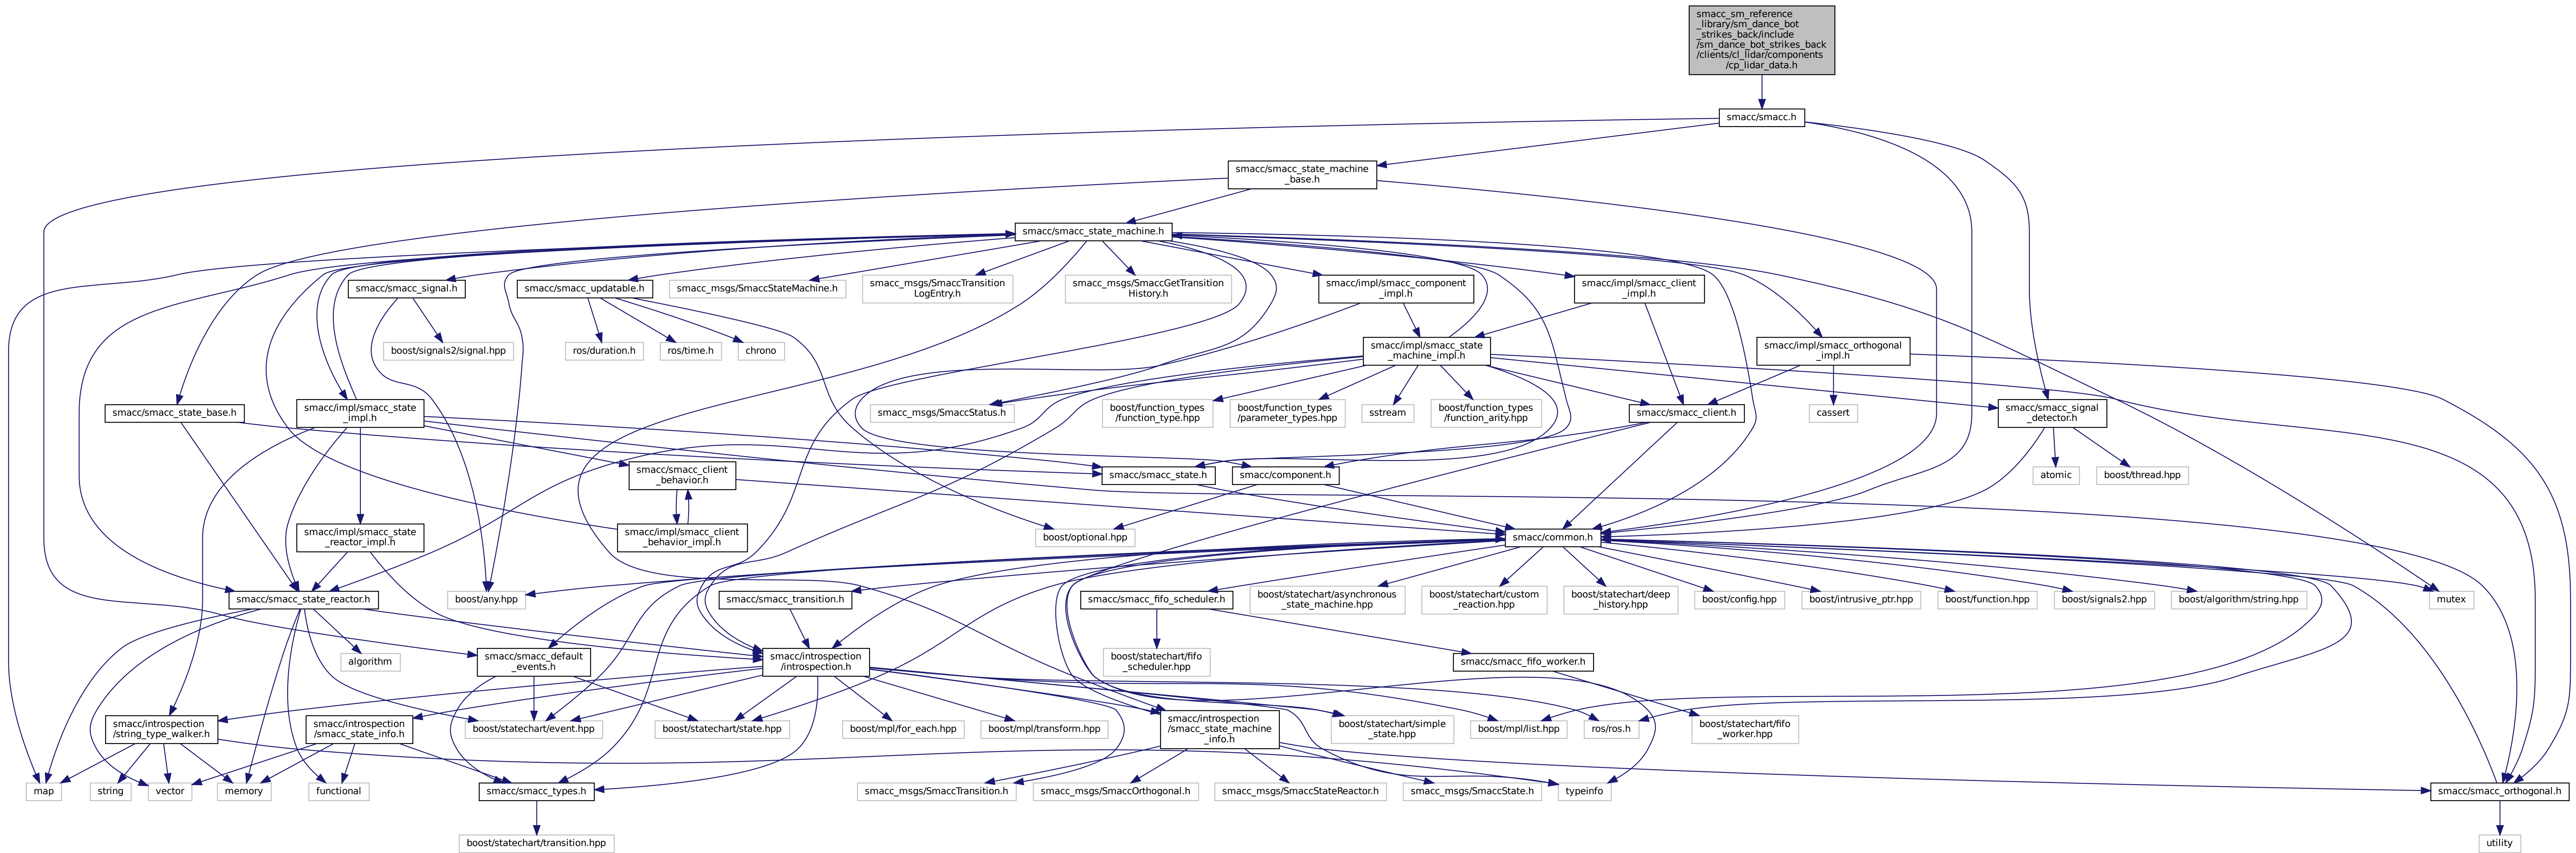 smacc_sm_reference
_library/sm_dance_bot
_strikes_back/include
/sm_dance_bot_strikes_back
/clients/cl_lidar/components
/cp_lidar_data.h
smacc/smacc.h
smacc/smacc_state_machine
_base.h
smacc/smacc_state_machine.h
smacc/smacc_signal.h
smacc/smacc_updatable.h
smacc_msgs/SmaccStateMachine.h
smacc_msgs/SmaccTransition
LogEntry.h
smacc_msgs/SmaccGetTransition
History.h
smacc/impl/smacc_component
_impl.h
smacc/impl/smacc_client
_impl.h
boost/signals2/signal.hpp
ros/duration.h
ros/time.h
chrono
smacc/impl/smacc_state
_machine_impl.h
smacc/impl/smacc_orthogonal
_impl.h
smacc/smacc_state_base.h
smacc/impl/smacc_state
_impl.h
smacc_msgs/SmaccStatus.h
boost/function_types
/function_type.hpp
boost/function_types
/parameter_types.hpp
sstream
boost/function_types
/function_arity.hpp
smacc/smacc_client.h
cassert
smacc/smacc_signal
_detector.h
smacc/smacc_client
_behavior.h
smacc/smacc_state.h
smacc/component.h
atomic
boost/thread.hpp
smacc/impl/smacc_state
_reactor_impl.h
smacc/impl/smacc_client
_behavior_impl.h
boost/optional.hpp
smacc/common.h
smacc/smacc_state_reactor.h
boost/any.hpp
smacc/smacc_transition.h
smacc/smacc_fifo_scheduler.h
boost/statechart/asynchronous
_state_machine.hpp
boost/statechart/custom
_reaction.hpp
boost/statechart/deep
_history.hpp
boost/config.hpp
boost/intrusive_ptr.hpp
boost/function.hpp
boost/signals2.hpp
boost/algorithm/string.hpp
mutex
algorithm
smacc/smacc_default
_events.h
smacc/introspection
/introspection.h
boost/statechart/fifo
_scheduler.hpp
smacc/smacc_fifo_worker.h
smacc/introspection
/string_type_walker.h
smacc/introspection
/smacc_state_info.h
boost/statechart/event.hpp
boost/statechart/state.hpp
boost/mpl/for_each.hpp
boost/mpl/transform.hpp
smacc/introspection
/smacc_state_machine
_info.h
boost/statechart/simple
_state.hpp
boost/mpl/list.hpp
ros/ros.h
boost/statechart/fifo
_worker.hpp
map
string
vector
memory
functional
smacc/smacc_types.h
smacc_msgs/SmaccTransition.h
smacc_msgs/SmaccOrthogonal.h
smacc_msgs/SmaccStateReactor.h
smacc_msgs/SmaccState.h
typeinfo
smacc/smacc_orthogonal.h
boost/statechart/transition.hpp
utility